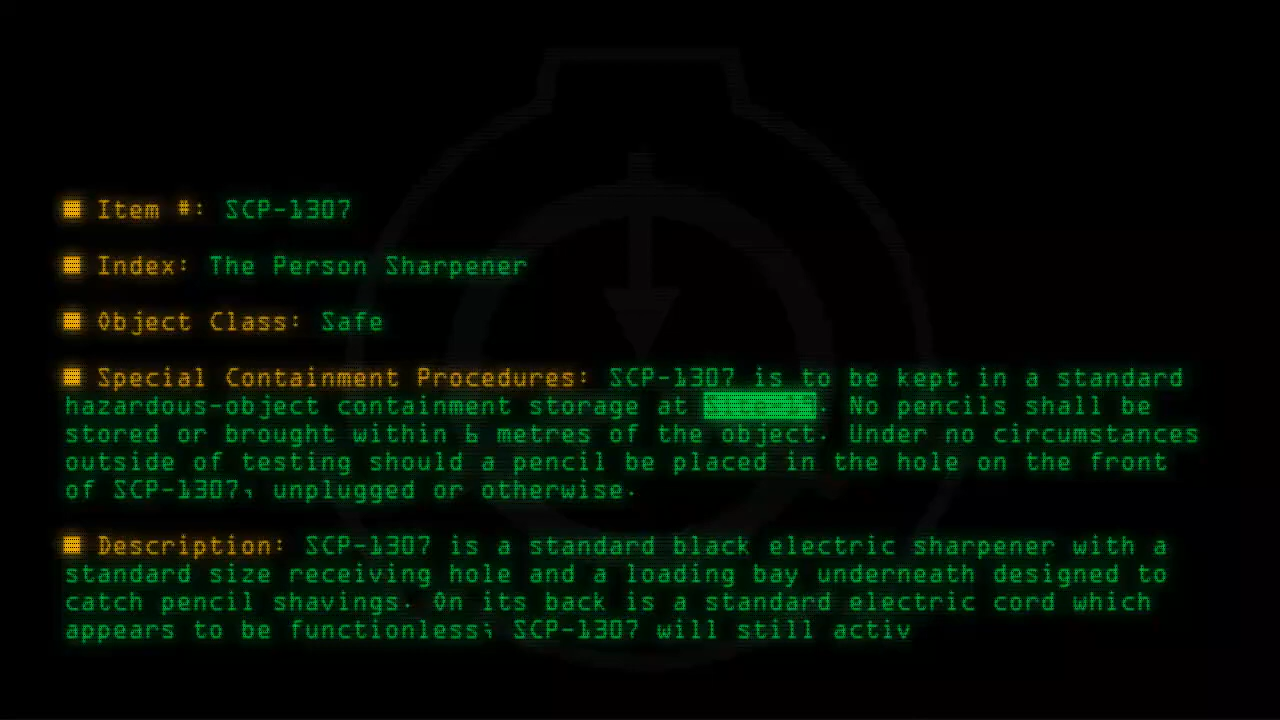 Item #: SCP-1307
Index: The Person Sharpener
Object Class: Safe
Special Containment Procedures: SCP-1307 is to be kept in a standard
hazardous-object containment storage at . No pencils shall be
stored or brought within 6 metres of the object. Under no circumstances
outside of testing should a pencil be placed in the hole on the front
of SCP-1307, unplugged or otherwise.
Description: SCP-1307 is a standard black electric sharpener with a
standard size receiving hole and a loading bay underneath designed to
catch pencil shavings. On its back is a standard electric cord which
appears to be functionless; SCP-1307 will still activ